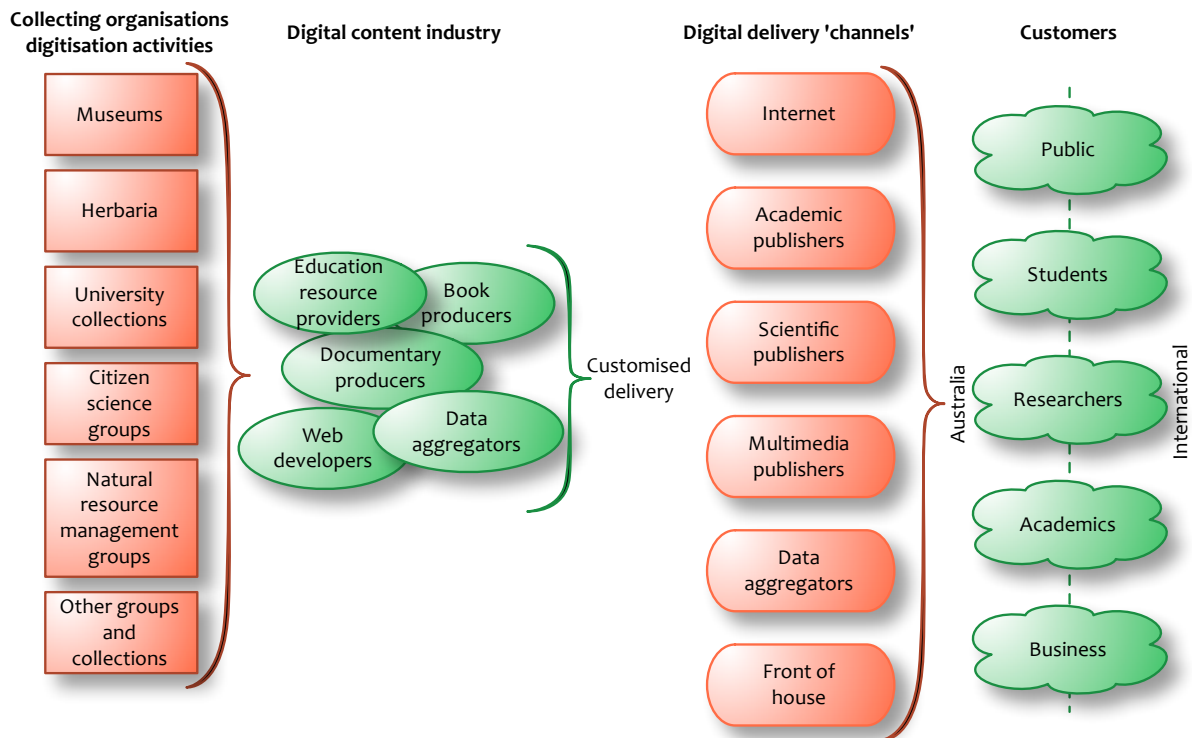 Collecting organisations
digitisation activities
Museums
Herbaria
University
collections
Citizen
science
groups
Natural
resource
management
groups
Other groups
and
collections
Digital content industry
Education
resource
providers
Book
producers
Documentary
producers
Web
developers
Data
aggregators
Customised
delivery
Digital delivery 'channels'
Internet
Academic
publishers
Scientific
publishers
Multimedia
publishers
Data
aggregators
Front of
house
Australia
Customers
Public
Students
Researchers
Academics
Business
International